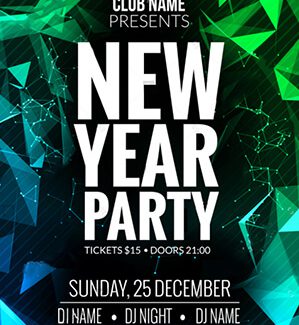 CLUB NAME
PRESENTS
NEW
YEAR
PARTY
TICKETS $15 • DOORS 21:00
SUNDAY, 25 DECEMBER
DJ NAME • DJ NIGHT • DJ NAME